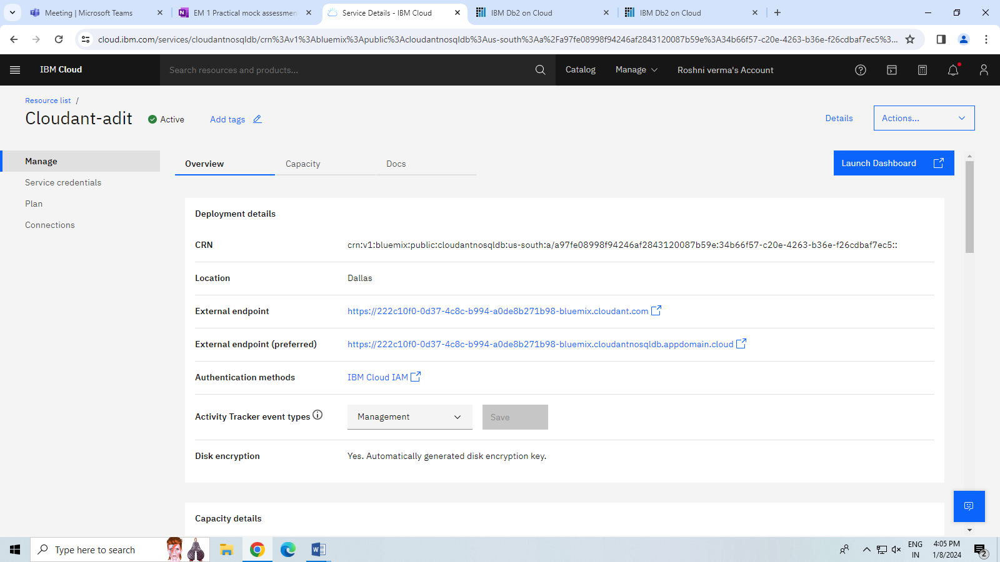 Meeting | Microsoft Teams
EM 1 Practical mock assessmen
Service Details - IBM Cloud
IBM Db2 on Cloud
IBM Db2 on Cloud
cloud.ibm.com/services/cloudantnosqldb/crn%3Av1%3Abluemix%3Apublic%3Acloudantnosqldb%3Aus-south%3Aa%2Fa97fe08998f94246af2843120087b59e%3A34b66f57-c20e-4263-b36e-f26cdbaf7ec5%3...
IBM Cloud
Search resources and products...
Catalog
Manage
Roshni verma's Account
Resource list /
Cloudant-adit
Active
Add tags
Details
Actions...
Manage
Service credentials
Plan
Connections
Overview
Capacity
Docs
Launch Dashboard
Deployment details
CRN crn:v1:bluemix:public:cloudantnosqldb:us-south:a/a97fe08998f94246af2843120087b59e:34b66f57-c20e-4263-b36e-f26cdbaf7ec5::
Location Dallas
External endpoint https://222c10f0-0d37-4c8c-b994-a0de8b271b98-bluemix.cloudant.com
External endpoint (preferred) https://222c10f0-0d37-4c8c-b994-a0de8b271b98-bluemix.cloudantnosqldb.appdomain.cloud
Authentication methods IBM Cloud IAM
Activity Tracker event types Management Save
Disk encryption Yes. Automatically generated disk encryption key.
Capacity details
Type here to search
ENG
IN
4:05 PM
1/8/2024
2